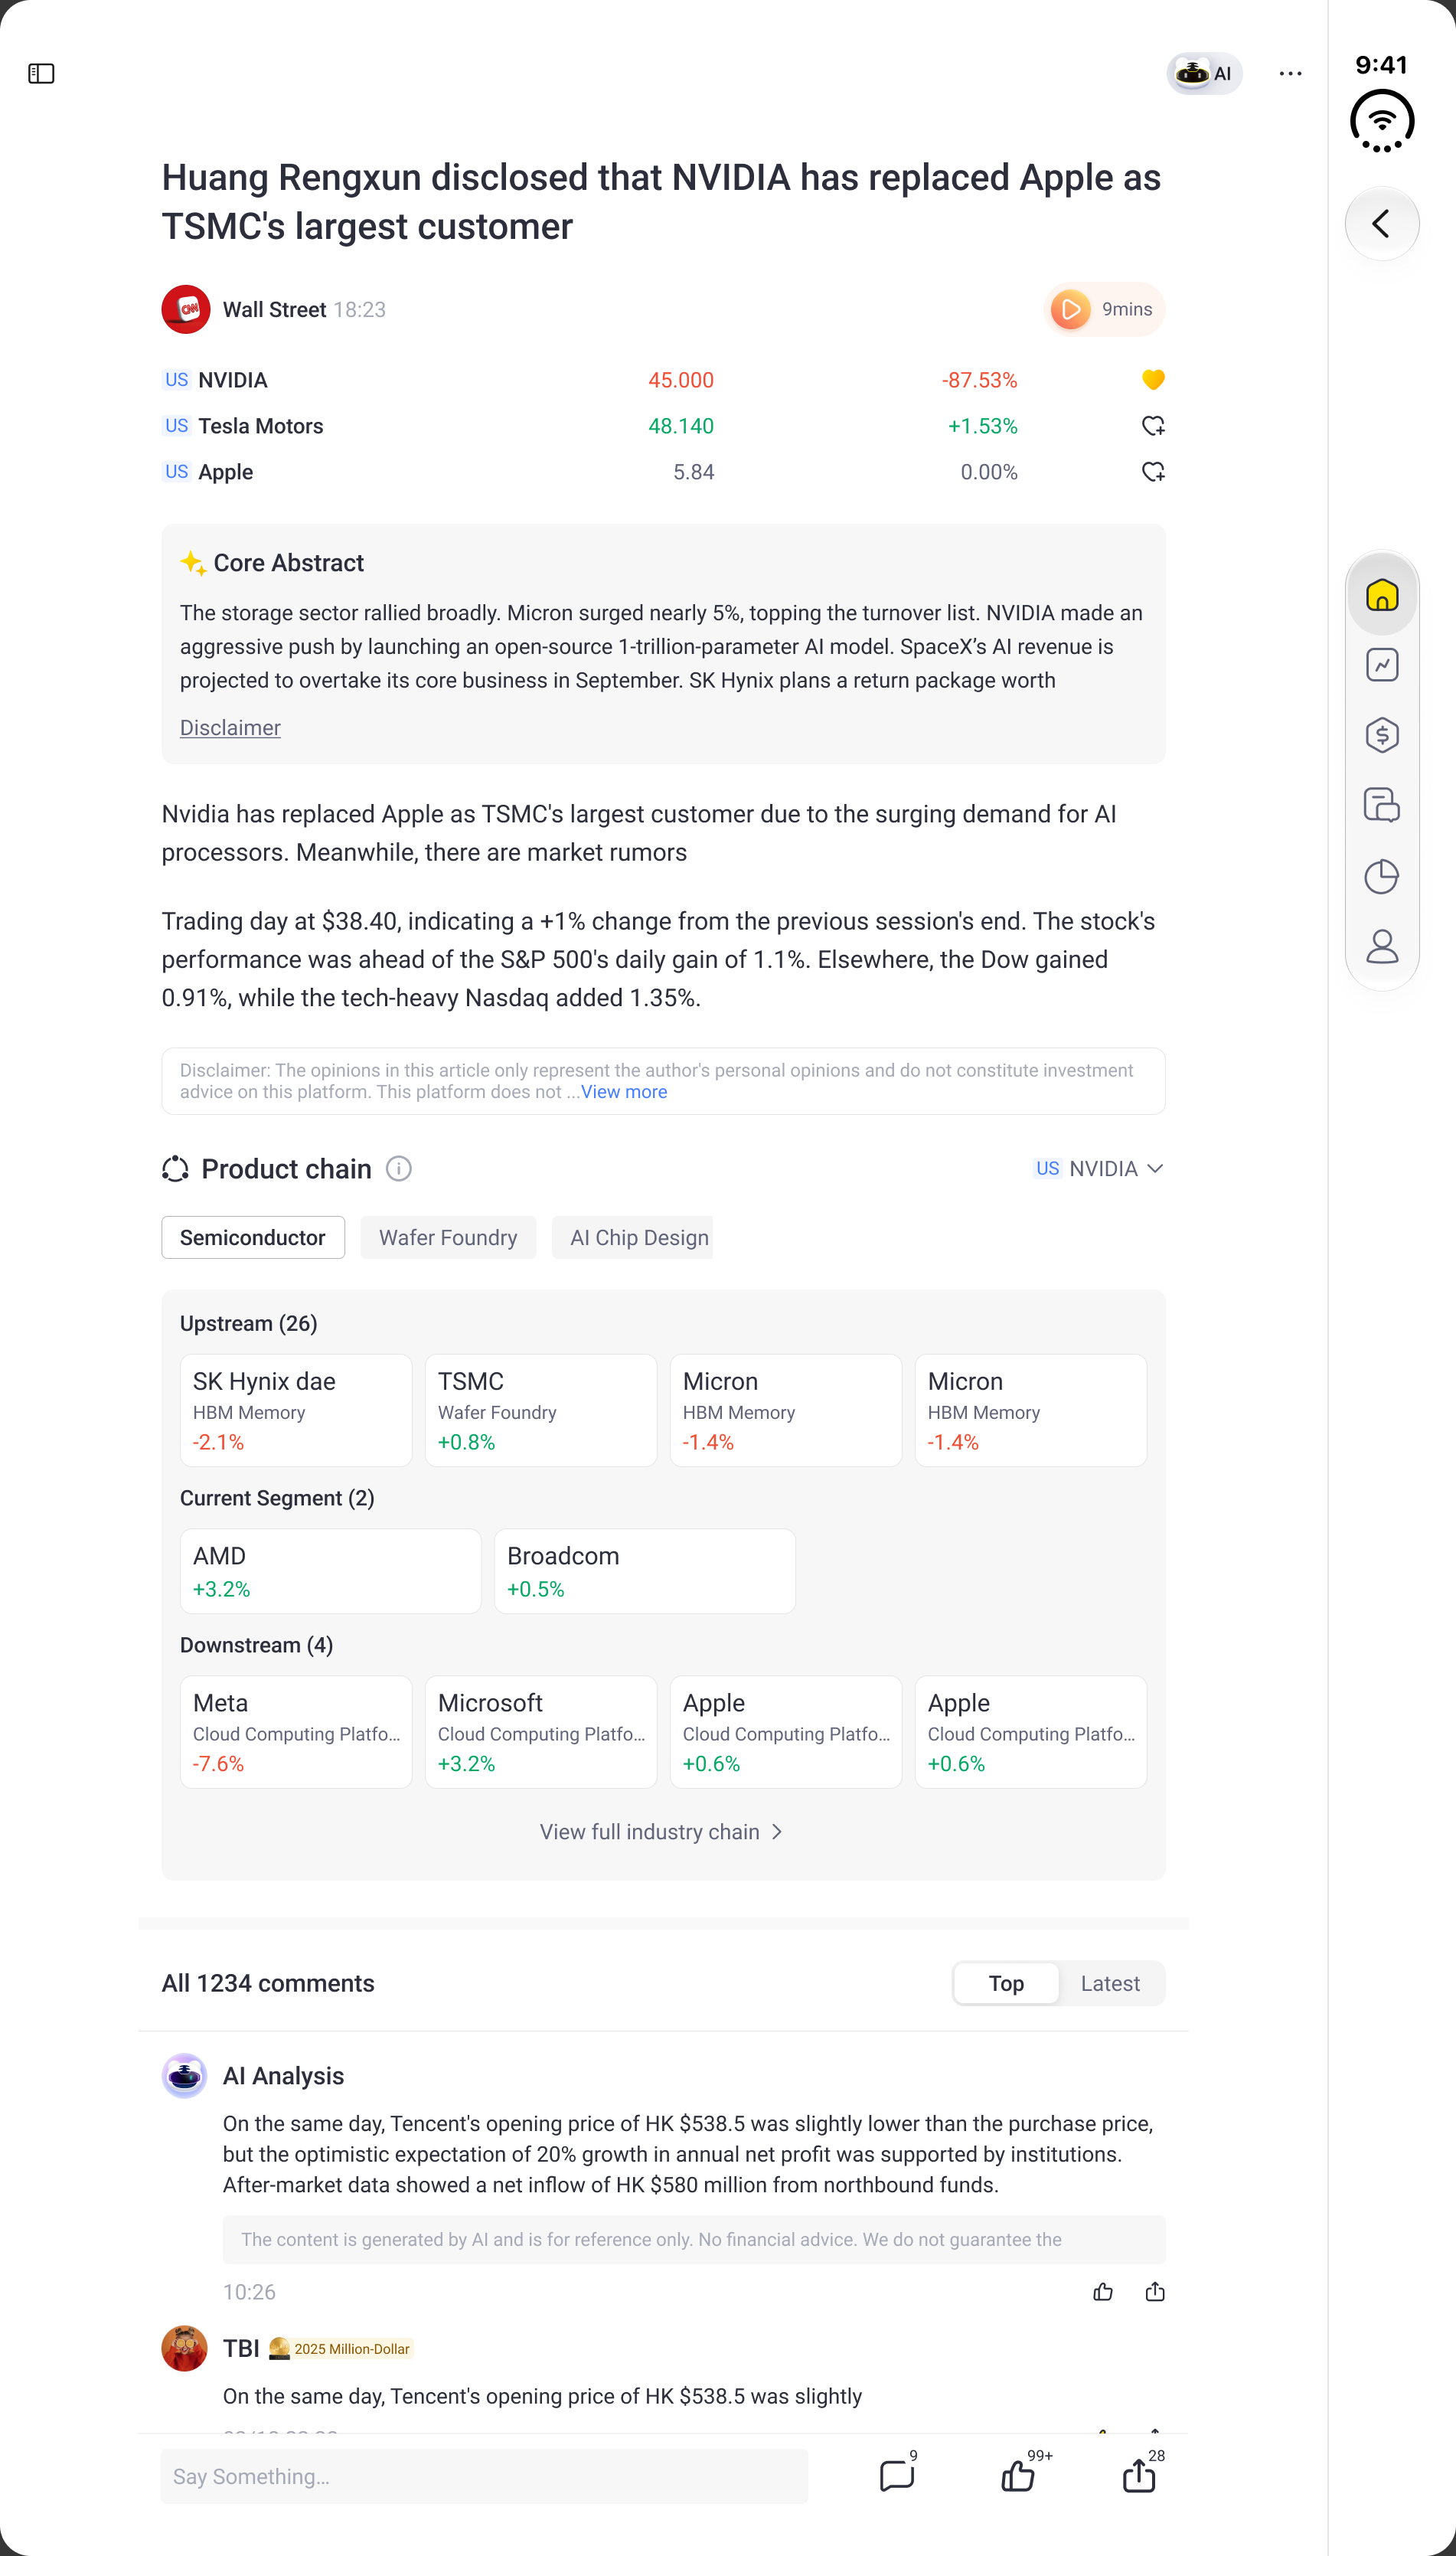 9:41
AI
Huang Rengxun disclosed that NVIDIA has replaced Apple as
TSMC's largest customer
CNN
Wall Street 18:23
9mins
US NVIDIA 45.000 -87.53%
US Tesla Motors 48.140 +1.53%
US Apple 5.84 0.00%
Core Abstract
The storage sector rallied broadly. Micron surged nearly 5%, topping the turnover list. NVIDIA made an
aggressive push by launching an open-source 1-trillion-parameter AI model. SpaceX’s AI revenue is
projected to overtake its core business in September. SK Hynix plans a return package worth
Disclaimer
Nvidia has replaced Apple as TSMC's largest customer due to the surging demand for AI
processors. Meanwhile, there are market rumors
Trading day at $38.40, indicating a +1% change from the previous session's end. The stock's
performance was ahead of the S&P 500's daily gain of 1.1%. Elsewhere, the Dow gained
0.91%, while the tech-heavy Nasdaq added 1.35%.
Disclaimer: The opinions in this article only represent the author's personal opinions and do not constitute investment
advice on this platform. This platform does not ...View more
Product chain
US NVIDIA
Semiconductor Wafer Foundry AI Chip Design
Upstream (26)
SK Hynix dae
HBM Memory
-2.1%
TSMC
Wafer Foundry
+0.8%
Micron
HBM Memory
-1.4%
Micron
HBM Memory
-1.4%
Current Segment (2)
AMD
+3.2%
Broadcom
+0.5%
Downstream (4)
Meta
Cloud Computing Platfo...
-7.6%
Microsoft
Cloud Computing Platfo...
+3.2%
Apple
Cloud Computing Platfo...
+0.6%
Apple
Cloud Computing Platfo...
+0.6%
View full industry chain
All 1234 comments
Top Latest
AI Analysis
On the same day, Tencent's opening price of HK $538.5 was slightly lower than the purchase price,
but the optimistic expectation of 20% growth in annual net profit was supported by institutions.
After-market data showed a net inflow of HK $580 million from northbound funds.
The content is generated by AI and is for reference only. No financial advice. We do not guarantee the
10:26
TBI 2025 Million-Dollar
On the same day, Tencent's opening price of HK $538.5 was slightly
Say Something...
9
99+
28